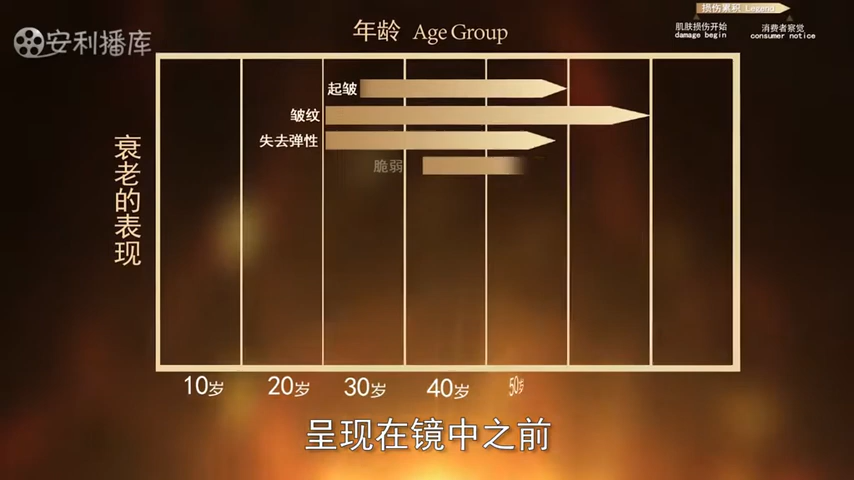 安利播库
年龄 Age Group
损伤累积 Legend
肌肤损伤开始
damage begin
消费者察觉
consumer notice
衰老的表现
起皱
皱纹
失去弹性
脆弱
10岁 20岁 30岁 40岁 50岁
呈现在镜中之前